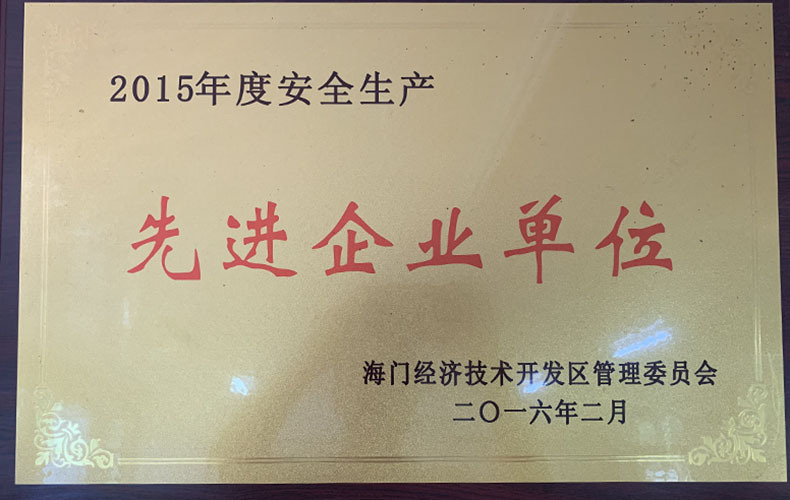 2015年度安全生产
先进企业单位
海门经济技术开发区管理委员会
二〇一六年二月